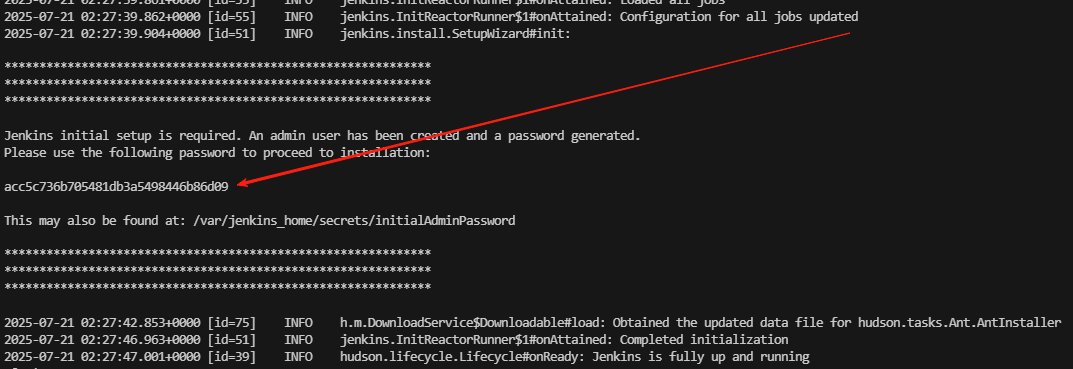 2025-07-21 02:27:39.861+0000 [id=55] INFO jenkins.InitReactorRunner$1#onAttained: Loaded all jobs
2025-07-21 02:27:39.862+0000 [id=55] INFO jenkins.InitReactorRunner$1#onAttained: Configuration for all jobs updated
2025-07-21 02:27:39.904+0000 [id=51] INFO jenkins.install.SetupWizard#init:
*************************************************************
*************************************************************
*************************************************************
Jenkins initial setup is required. An admin user has been created and a password generated.
Please use the following password to proceed to installation:
acc5c736b705481db3a5498446b86d09
This may also be found at: /var/jenkins_home/secrets/initialAdminPassword
*************************************************************
*************************************************************
*************************************************************
2025-07-21 02:27:42.853+0000 [id=75] INFO h.m.DownloadService$Downloadable#load: Obtained the updated data file for hudson.tasks.Ant.AntInstaller
2025-07-21 02:27:46.963+0000 [id=51] INFO jenkins.InitReactorRunner$1#onAttained: Completed initialization
2025-07-21 02:27:47.001+0000 [id=39] INFO hudson.lifecycle.Lifecycle#onReady: Jenkins is fully up and running